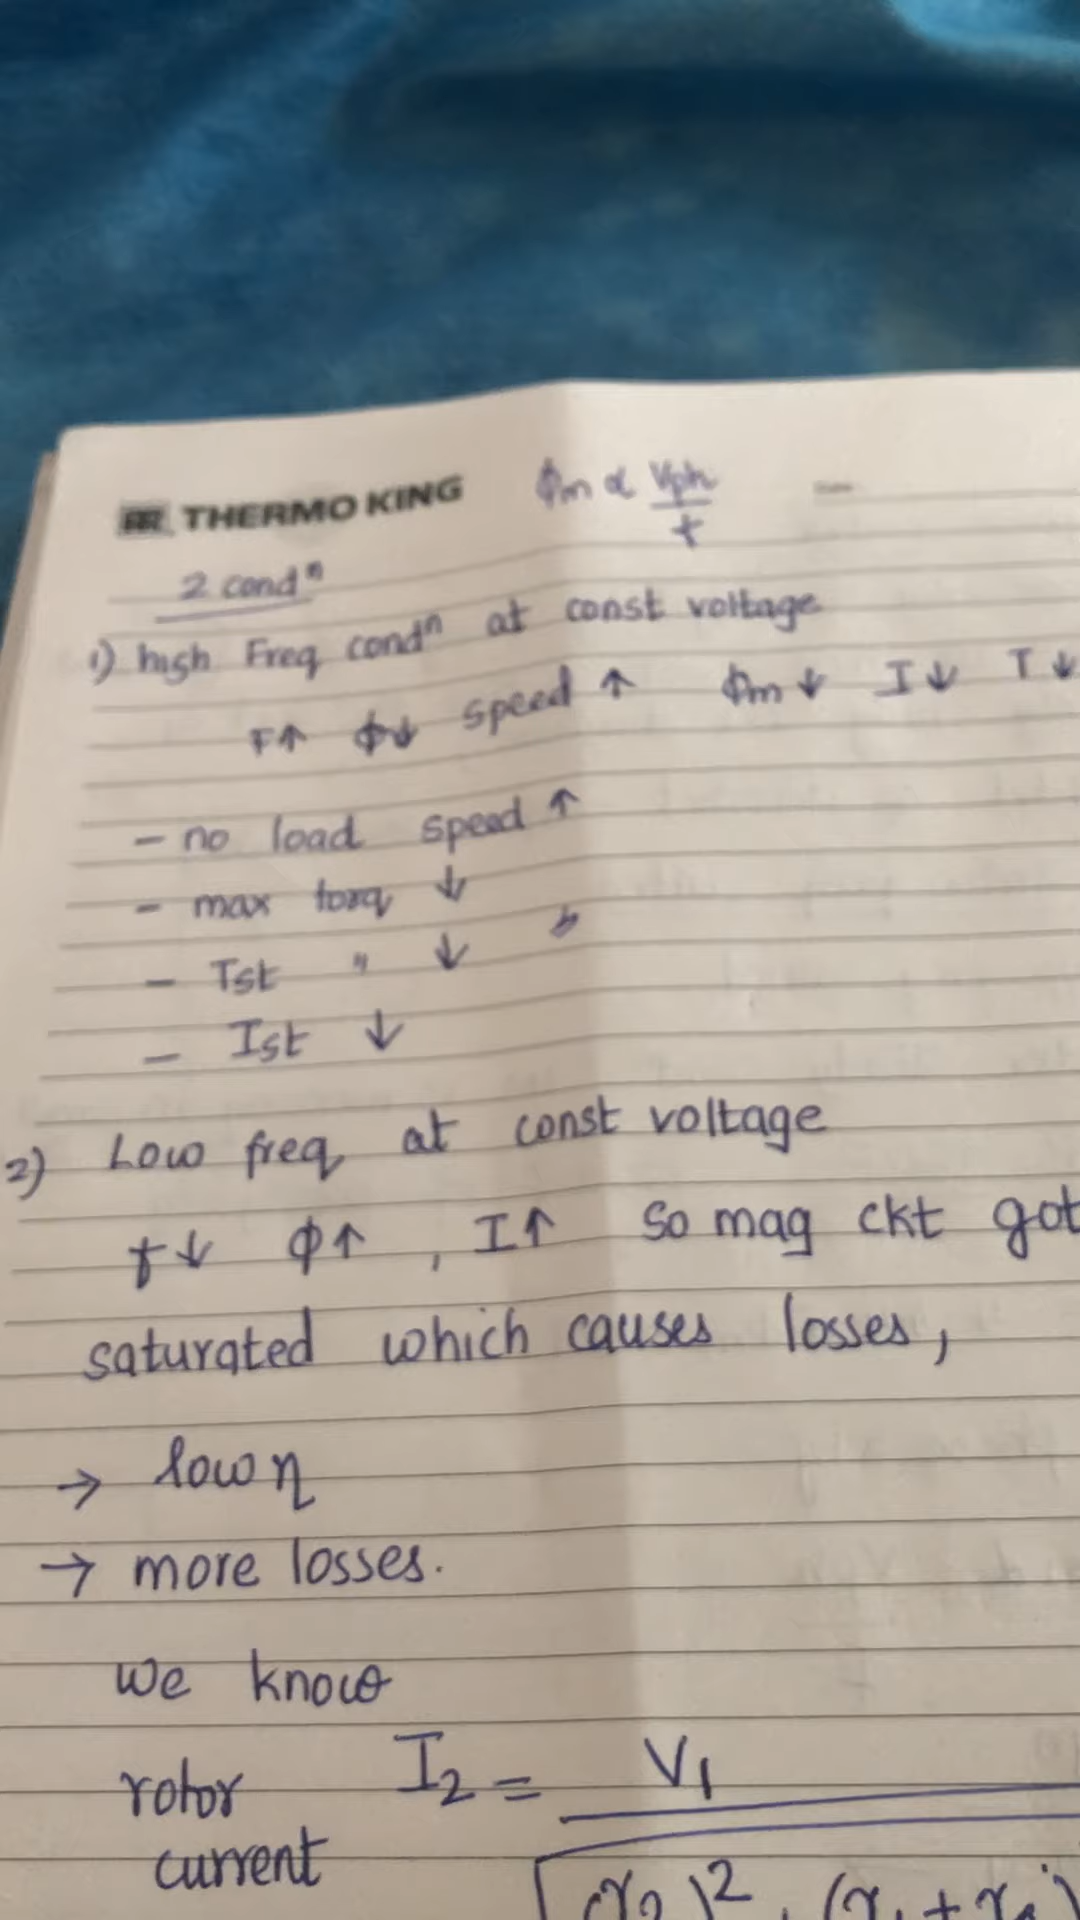 THERMO KING
ϕm ∝ Vph / f
2 condⁿ
1) high Freq condⁿ at const voltage
F↑ ϕ↓ speed ↑ ϕm ↓ I↓ T↓
- no load speed ↑
- max torq ↓
- Tst " ↓
- Ist ↓
2) Low freq at const voltage
f↓ ϕ↑, I↑ so mag ckt got
saturated which causes losses,
→ low η
→ more losses.
we know
rotor I₂ = V₁
current